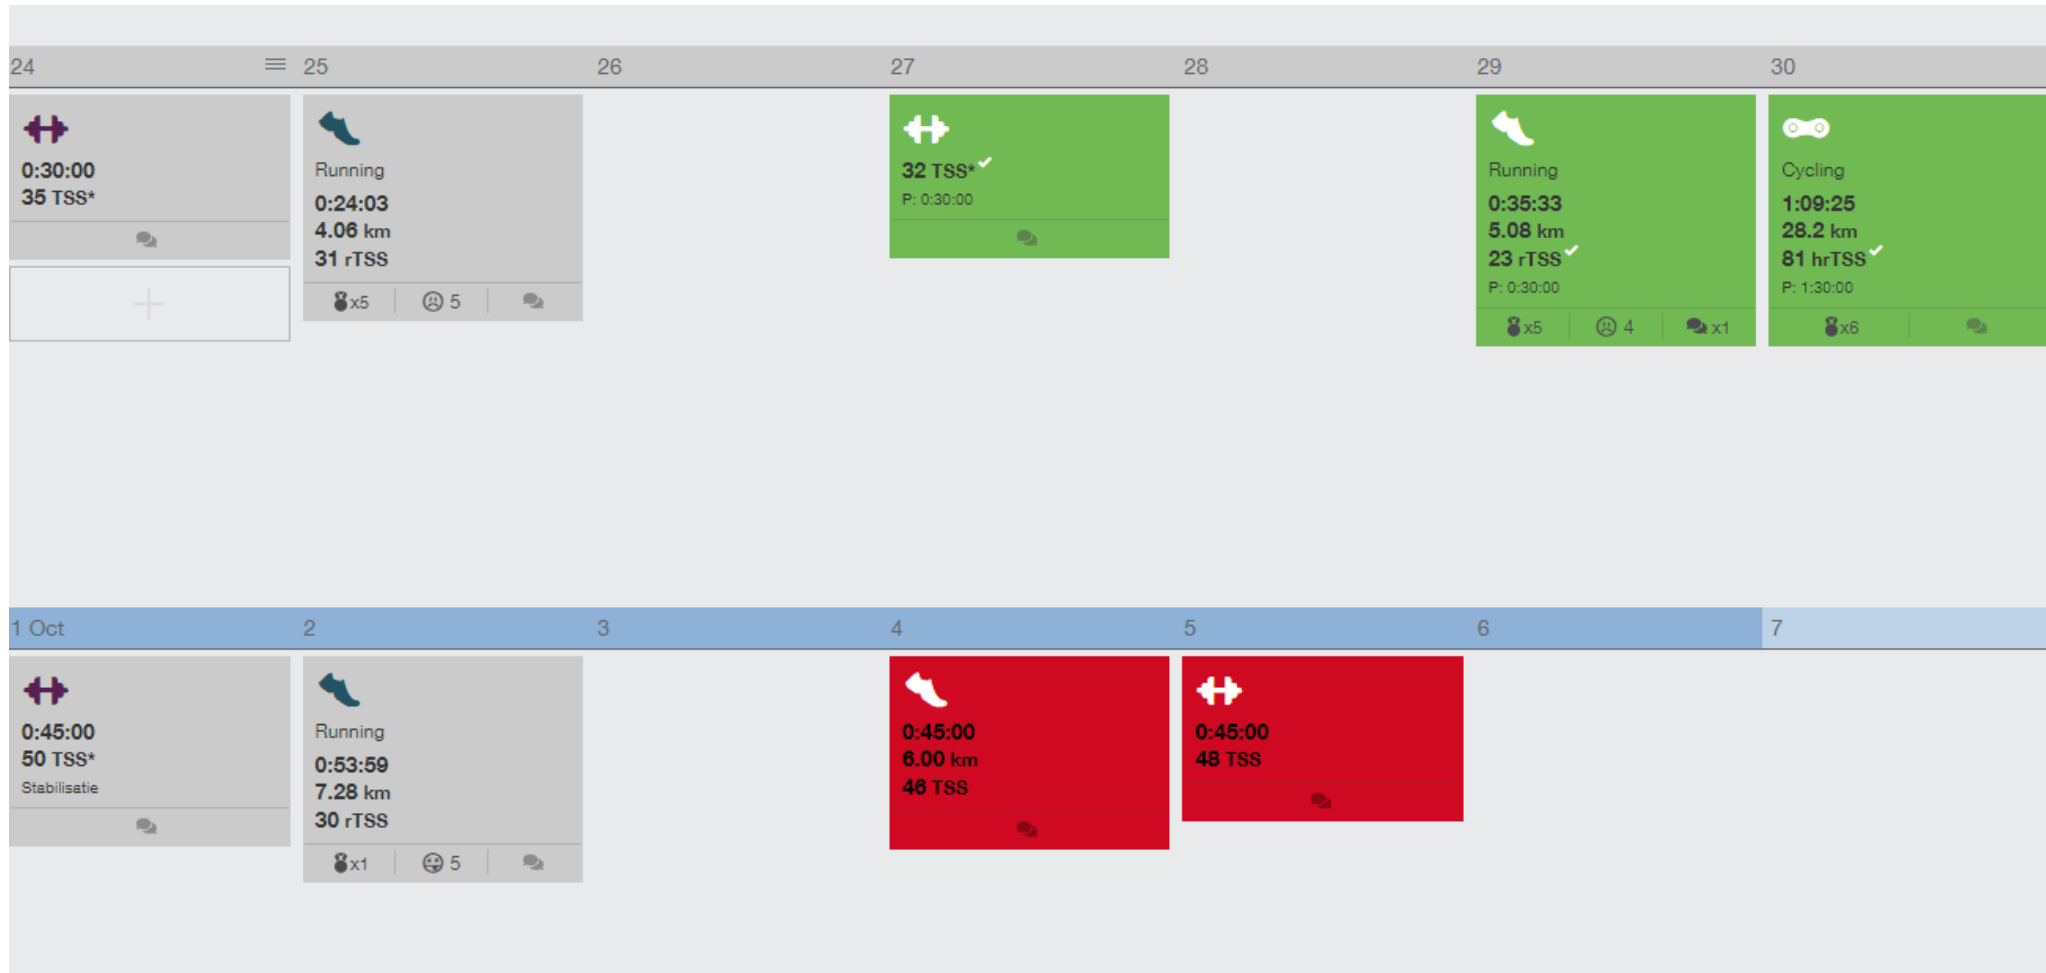 24 25 26 27 28 29 30
0:30:00
35 TSS*
Running
0:24:03
4.06 km
31 rTSS
x5 5
32 TSS*
P: 0:30:00
Running
0:35:33
5.08 km
23 rTSS
P: 0:30:00
x5 4 x1
Cycling
1:09:25
28.2 km
81 hrTSS
P: 1:30:00
x6
1 Oct 2 3 4 5 6 7
0:45:00
50 TSS*
Stabilisatie
Running
0:53:59
7.28 km
30 rTSS
x1 5
0:45:00
6.00 km
46 TSS
0:45:00
48 TSS